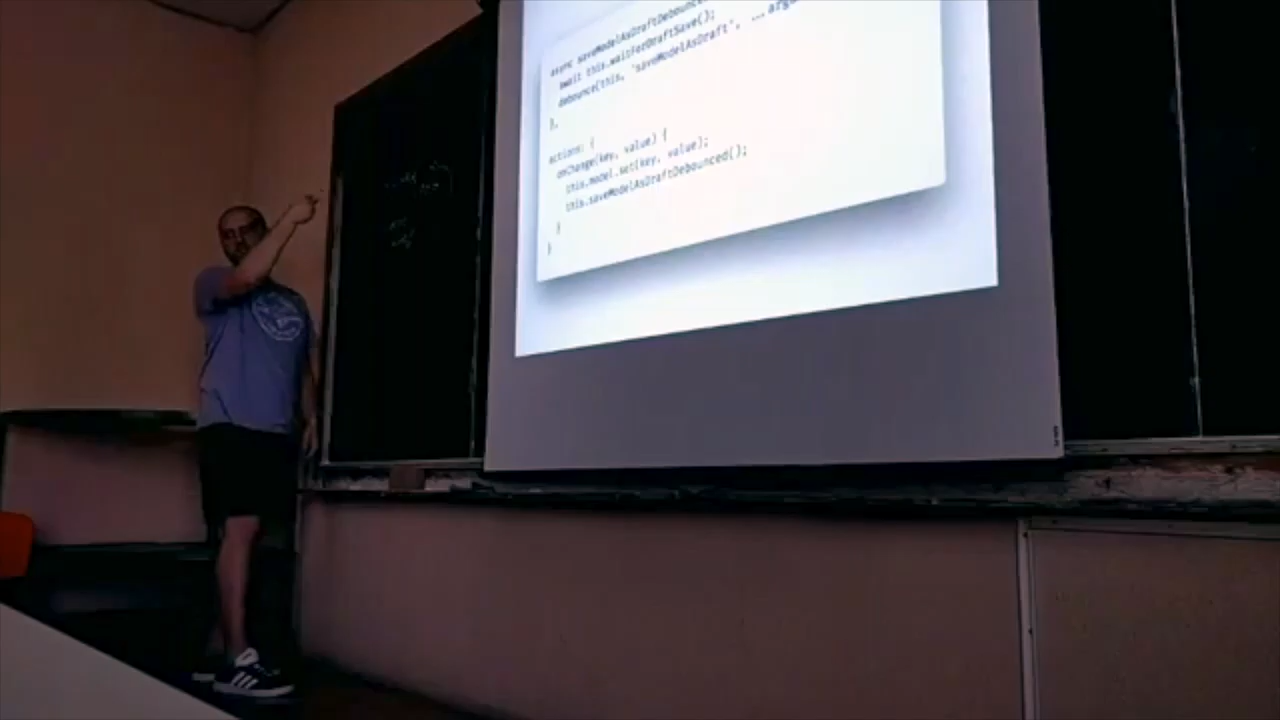 async saveModelAsDraftDebounced
await this.waitForDraftSave();
debounce(this, 'saveModelAsDraft', ...argu
},
actions: {
onChange(key, value) {
this.model.set(key, value);
this.saveModelAsDraftDebounced();
}
}